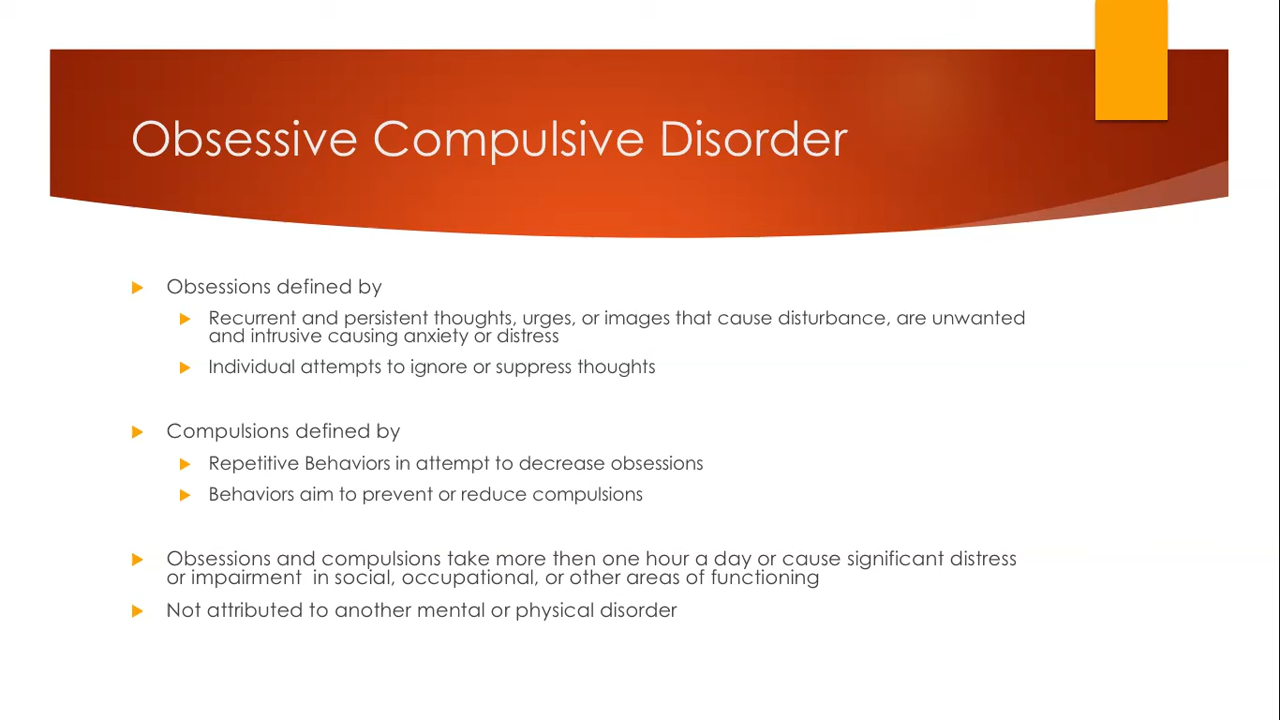 Obsessive Compulsive Disorder
Obsessions defined by
Recurrent and persistent thoughts, urges, or images that cause disturbance, are unwanted
and intrusive causing anxiety or distress
Individual attempts to ignore or suppress thoughts
Compulsions defined by
Repetitive Behaviors in attempt to decrease obsessions
Behaviors aim to prevent or reduce compulsions
Obsessions and compulsions take more then one hour a day or cause significant distress
or impairment  in social, occupational, or other areas of functioning
Not attributed to another mental or physical disorder